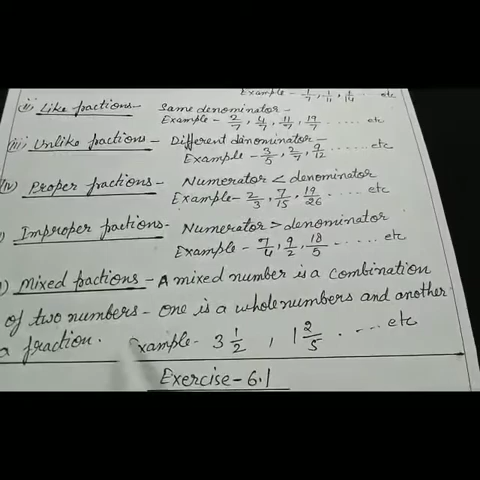 Example - 1/7, 1/11, 1/14, ..... etc
(ii) Like fractions - Same denominator -
Example - 2/7, 4/7, 11/7, 19/7 ..... etc
(iii) Unlike fractions - Different dinominator -
Example - 3/5, 2/7, 9/12 ..... etc
(iv) Proper fractions - Numerator < denominator
Example - 2/3, 7/15, 19/26 ..... etc
) Improper fractions - Numerator > denominator
Example - 7/4, 9/2, 18/5 ..... etc
) Mixed fractions - A mixed number is a combination
of two numbers - one is a whole numbers and another
a fraction. Example - 3 1/2, 1 2/5 ..... etc
Exercise - 6.1